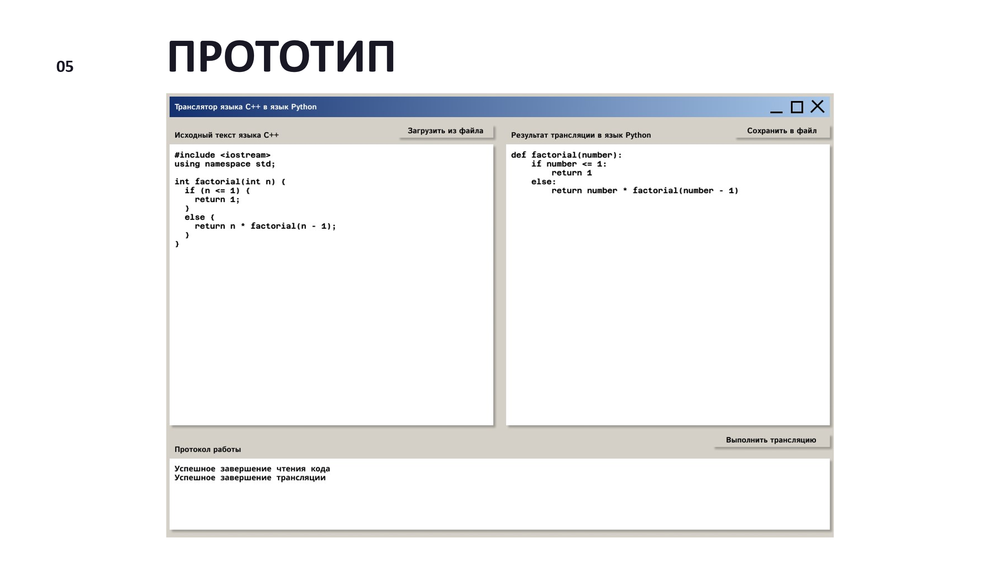 05
ПРОТОТИП
Транслятор языка C++ в язык Python
Исходный текст языка C++
Загрузить из файла
#include <iostream>
using namespace std;

int factorial(int n) {
  if (n <= 1) {
    return 1;
  }
  else {
    return n * factorial(n - 1);
  }
}
Результат трансляции в язык Python
Сохранить в файл
def factorial(number):
    if number <= 1:
        return 1
    else:
        return number * factorial(number - 1)
Выполнить трансляцию
Протокол работы
Успешное завершение чтения кода
Успешное завершение трансляции